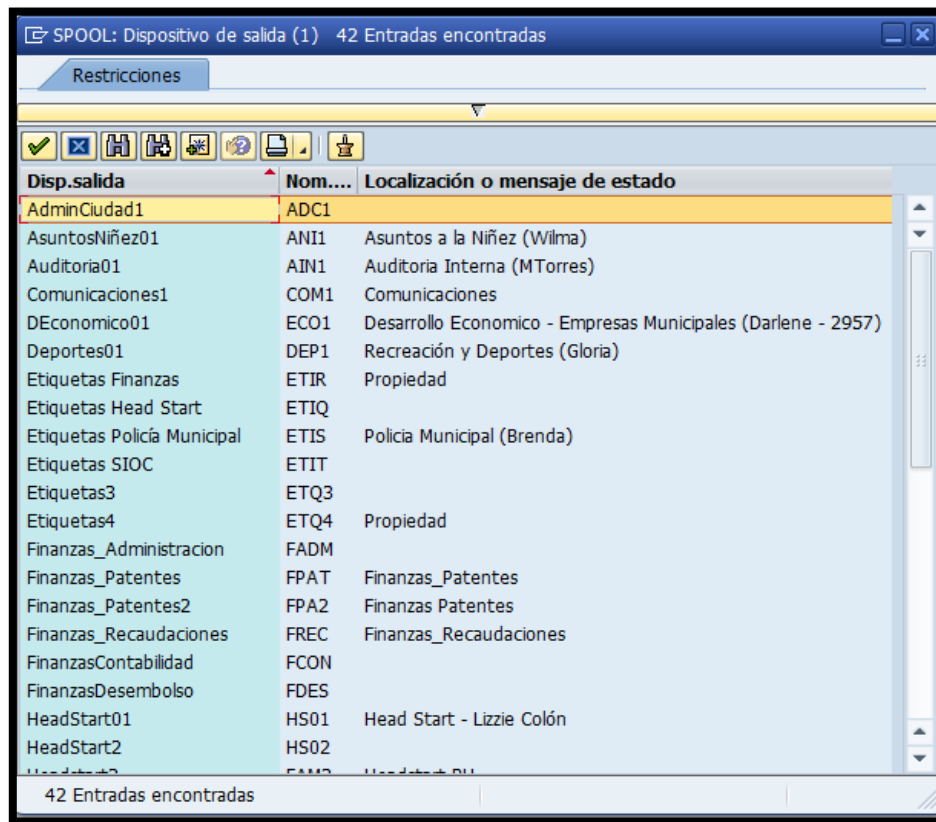 SPOOL: Dispositivo de salida (1) 42 Entradas encontradas
Restricciones
Disp.salida Nom.... Localización o mensaje de estado
AdminCiudad1 ADC1
AsuntosNiñez01 ANI1 Asuntos a la Niñez (Wilma)
Auditoria01 AIN1 Auditoria Interna (MTorres)
Comunicaciones1 COM1 Comunicaciones
DEconomico01 ECO1 Desarrollo Economico - Empresas Municipales (Darlene - 2957)
Deportes01 DEP1 Recreación y Deportes (Gloria)
Etiquetas Finanzas ETIR Propiedad
Etiquetas Head Start ETIQ
Etiquetas Policía Municipal ETIS Policia Municipal (Brenda)
Etiquetas SIOC ETIT
Etiquetas3 ETQ3
Etiquetas4 ETQ4 Propiedad
Finanzas_Administracion FADM
Finanzas_Patentes FPAT Finanzas_Patentes
Finanzas_Patentes2 FPA2 Finanzas Patentes
Finanzas_Recaudaciones FREC Finanzas_Recaudaciones
FinanzasContabilidad FCON
FinanzasDesembolso FDES
HeadStart01 HS01 Head Start - Lizzie Colón
HeadStart2 HS02
42 Entradas encontradas